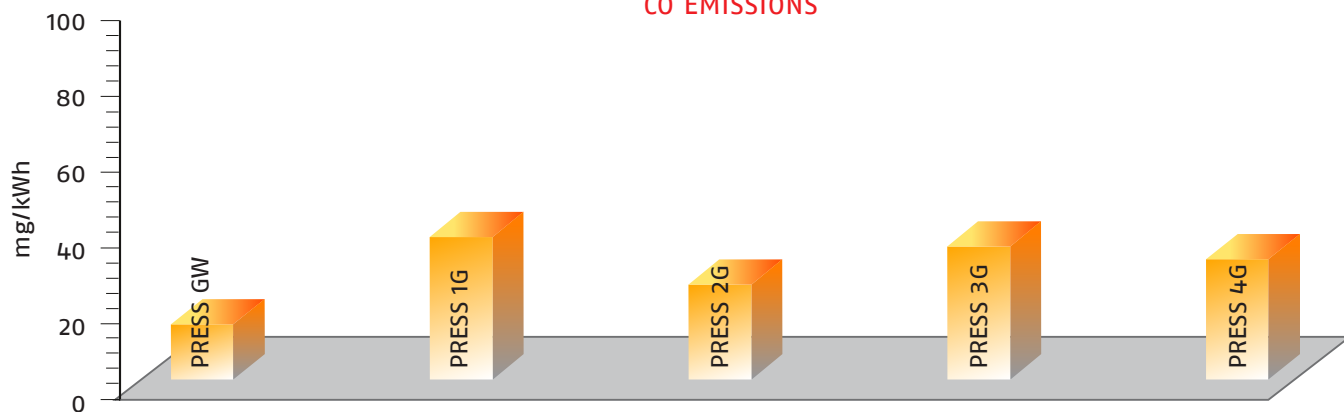 CO EMISSIONS
100
80
60
40
20
0
mg/kWh
PRESS GW
PRESS 1G
PRESS 2G
PRESS 3G
PRESS 4G